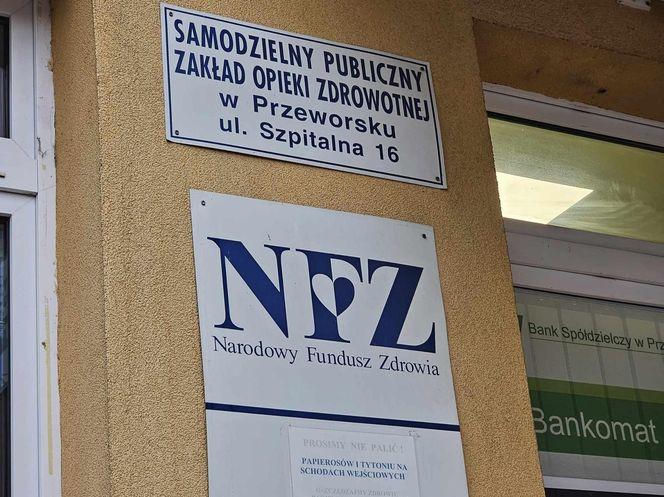 SAMODZIELNY PUBLICZNY
ZAKŁAD OPIEKI ZDROWOTNEJ
w Przeworsku
ul. Szpitalna 16
NFZ
Narodowy Fundusz Zdrowia
PROSIMY NIE PALIĆ !
PAPIEROSÓW I TYTONIU NA
SCHODACH WEJŚCIOWYCH
Bank Spółdzielczy w Prz
Bankomat